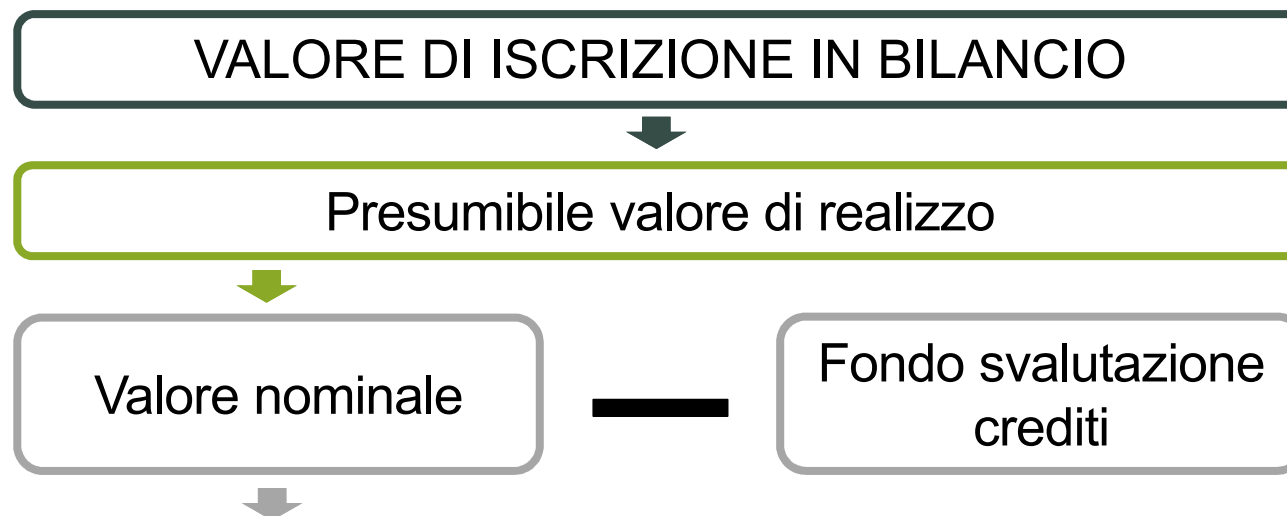 VALORE DI ISCRIZIONE IN BILANCIO
Presumibile valore di realizzo
Valore nominale
Fondo svalutazione
crediti